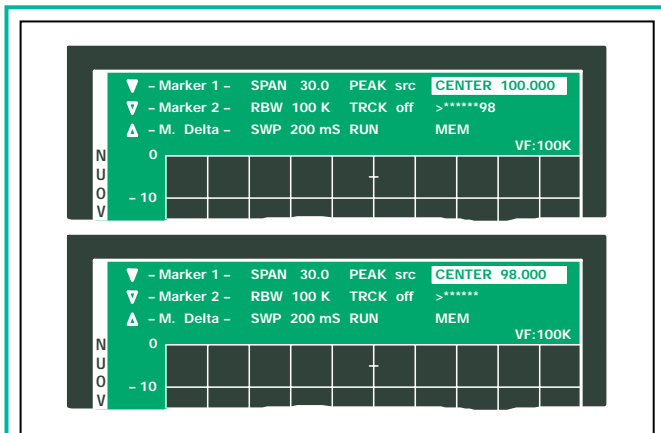 – Marker 1 – SPAN 30.0 PEAK src CENTER 100.000
– Marker 2 – RBW 100 K TRCK off >******98
– M. Delta – SWP 200 mS RUN MEM
VF:100K
0
– 10
NUOV
– Marker 1 – SPAN 30.0 PEAK src CENTER 98.000
– Marker 2 – RBW 100 K TRCK off >******
– M. Delta – SWP 200 mS RUN MEM
VF:100K
0
– 10
NUOV